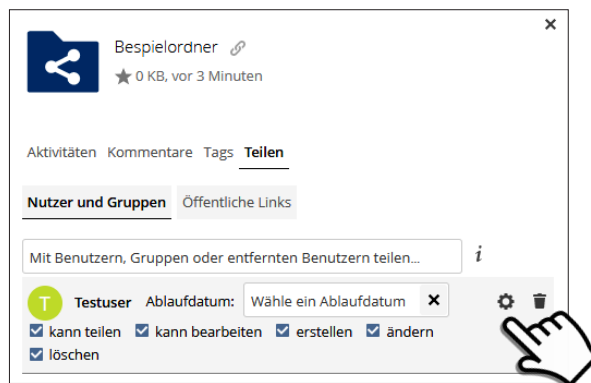 Bespielordner
0 KB, vor 3 Minuten
Aktivitäten Kommentare Tags Teilen
Nutzer und Gruppen Öffentliche Links
Mit Benutzern, Gruppen oder entfernten Benutzern teilen...
i
T Testuser Ablaufdatum: Wähle ein Ablaufdatum
kann teilen kann bearbeiten erstellen ändern
löschen